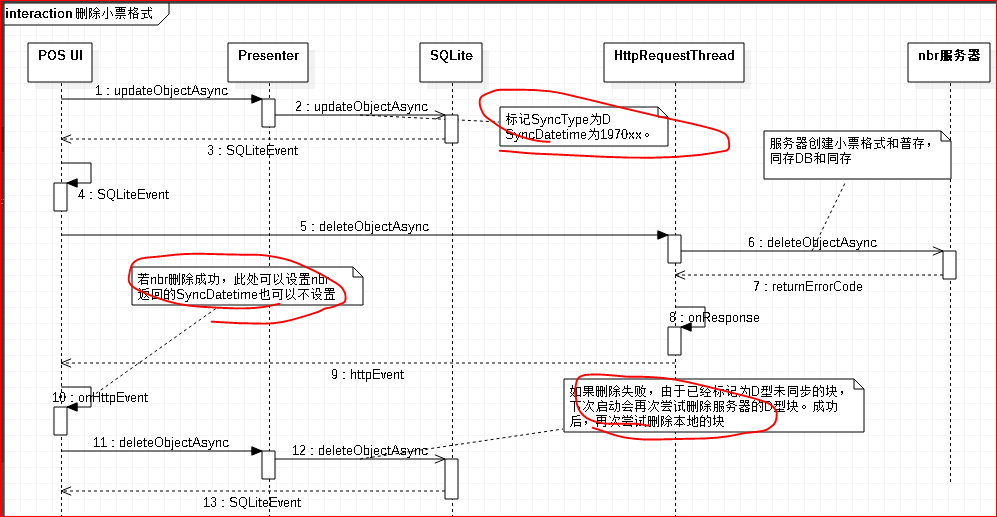 interaction 删除小票格式
POS UI
Presenter
SQLite
HttpRequestThread
nbr服务器
1 : updateObjectAsync
2 : updateObjectAsync
标记SyncType为D
SyncDatetime为1970xx。
3 : SQLiteEvent
服务器创建小票格式和普存，
同存DB和同存
4 : SQLiteEvent
5 : deleteObjectAsync
6 : deleteObjectAsync
若nbr删除成功，此处可以设置nbr
返回的SyncDatetime也可以不设置
7 : returnErrorCode
8 : onResponse
9 : httpEvent
10 : onHttpEvent
如果删除失败，由于已经标记为D型未同步的块，
下次启动会再次尝试删除服务器的D型块。成功
后，再次尝试删除本地的块
11 : deleteObjectAsync
12 : deleteObjectAsync
13 : SQLiteEvent